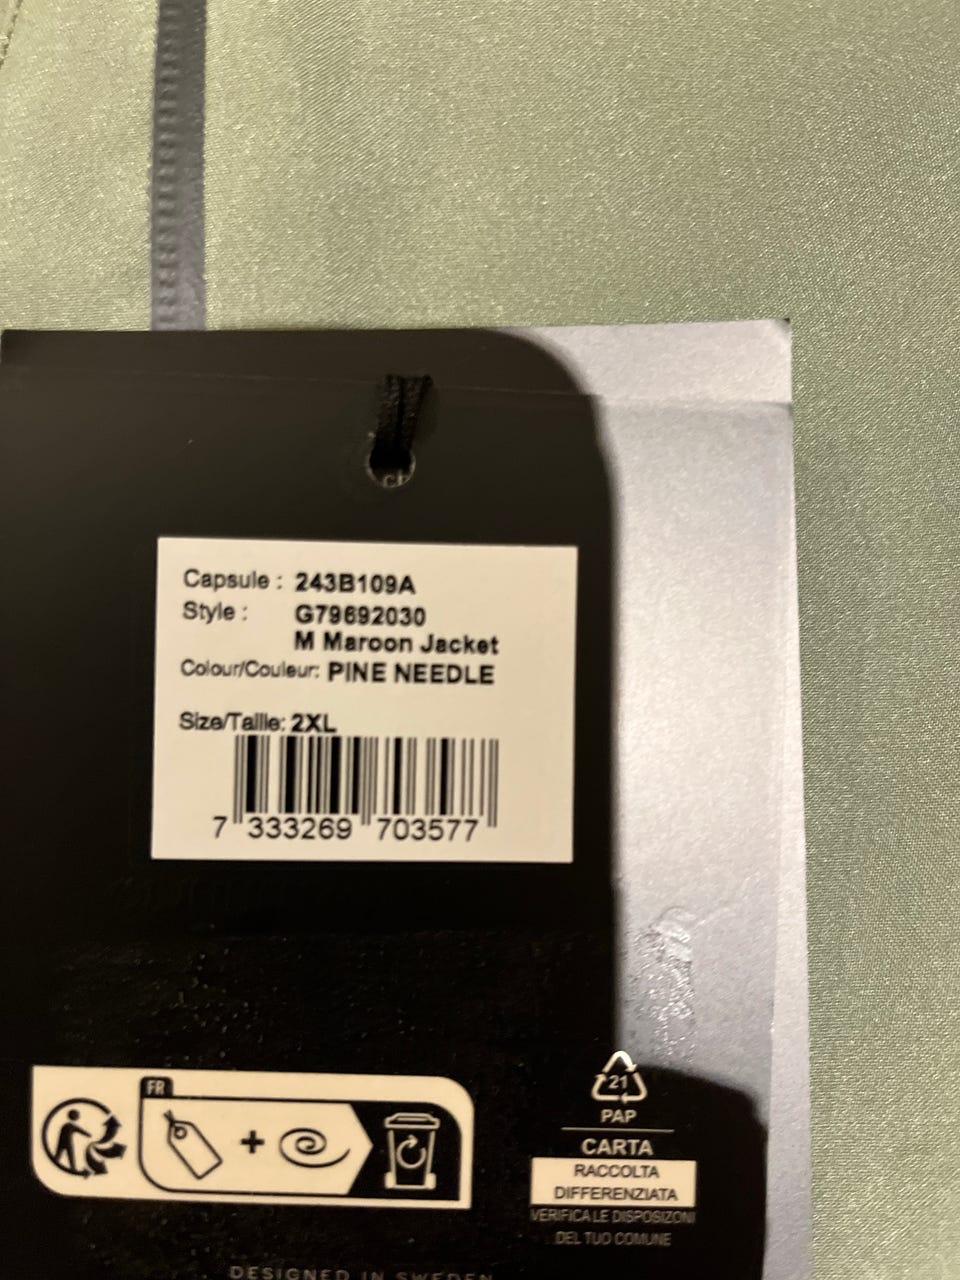 Capsule : 243B109A
Style : G79692030
M Maroon Jacket
Colour/Couleur: PINE NEEDLE
Size/Taille: 2XL
7 333269 703577
FR
+
21
PAP
CARTA
RACCOLTA
DIFFERENZIATA
VERIFICA LE DISPOSIZONI
DEL TUO COMUNE
DESIGNED IN SWEDEN